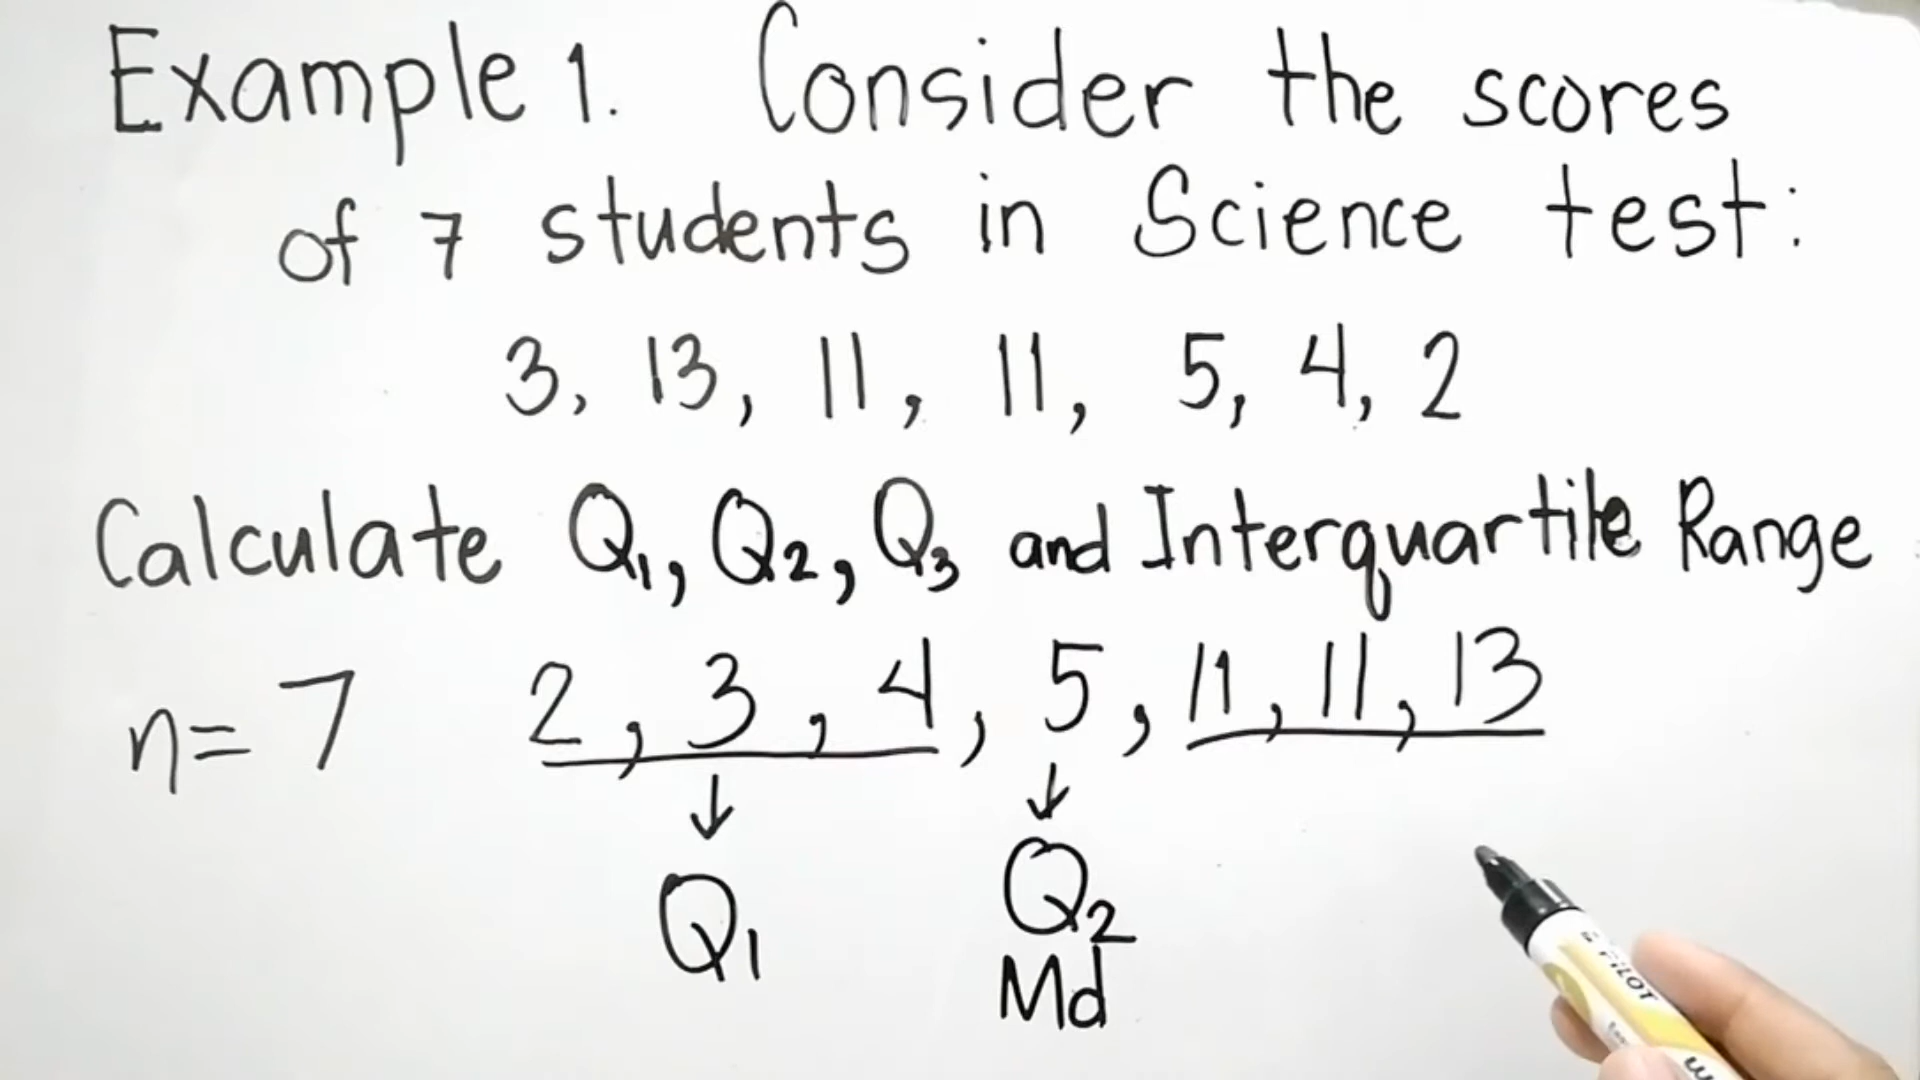 Example 1. Consider the scores
of 7 students in Science test:
3, 13, 11, 11, 5, 4, 2
Calculate Q1, Q2, Q3 and Interquartile Range
n= 7 2, 3, 4, 5, 11, 11, 13
Q1 Q2
Md
PILOT